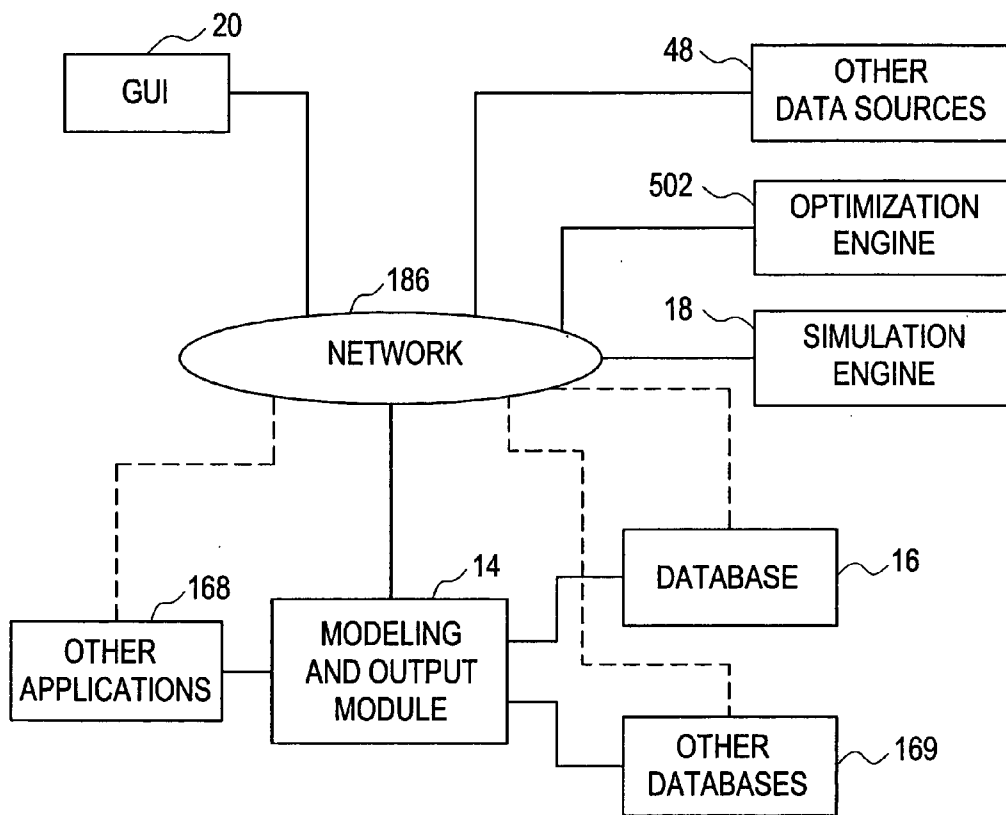 20
GUI
48
OTHER
DATA SOURCES
502
OPTIMIZATION
ENGINE
186
NETWORK
18
SIMULATION
ENGINE
14
MODELING
AND OUTPUT
MODULE
168
OTHER
APPLICATIONS
DATABASE
16
OTHER
DATABASES
169